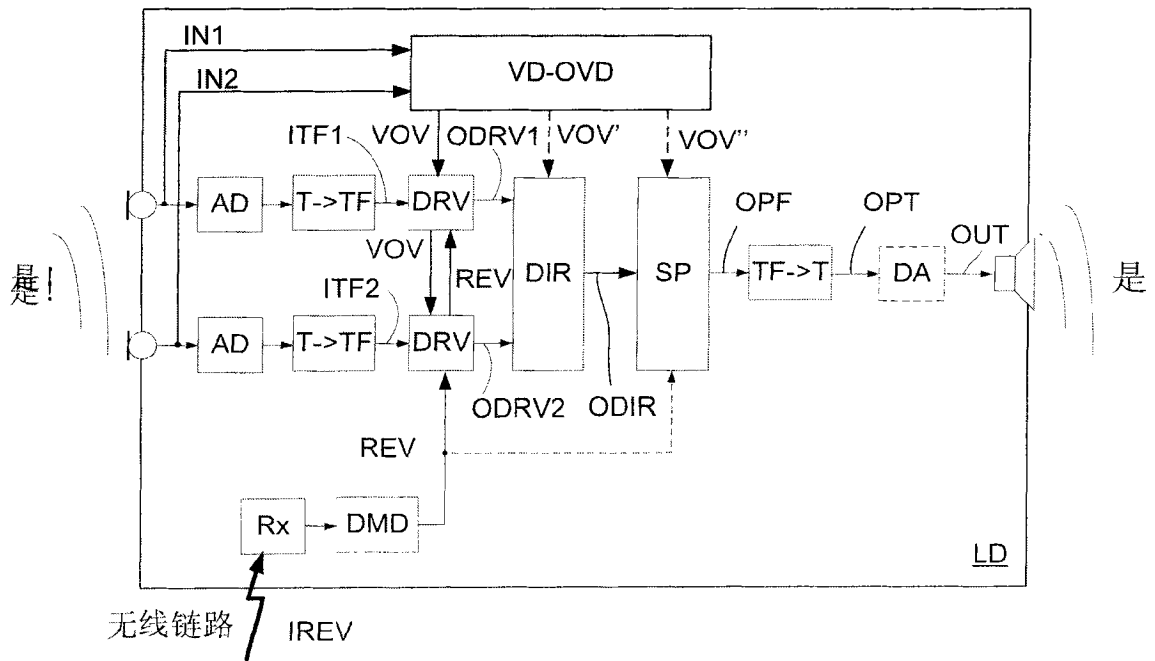 IN1
VD-OVD
IN2
VOV
ODRV1
VOV'
VOV''
ITF1
AD
T->TF
DRV
VOV
REV
DIR
SP
OPF
OPT
OUT
TF->T
DA
是
是是!
ITF2
AD
T->TF
DRV
ODRV2
ODIR
REV
Rx
DMD
LD
无线链路
IREV